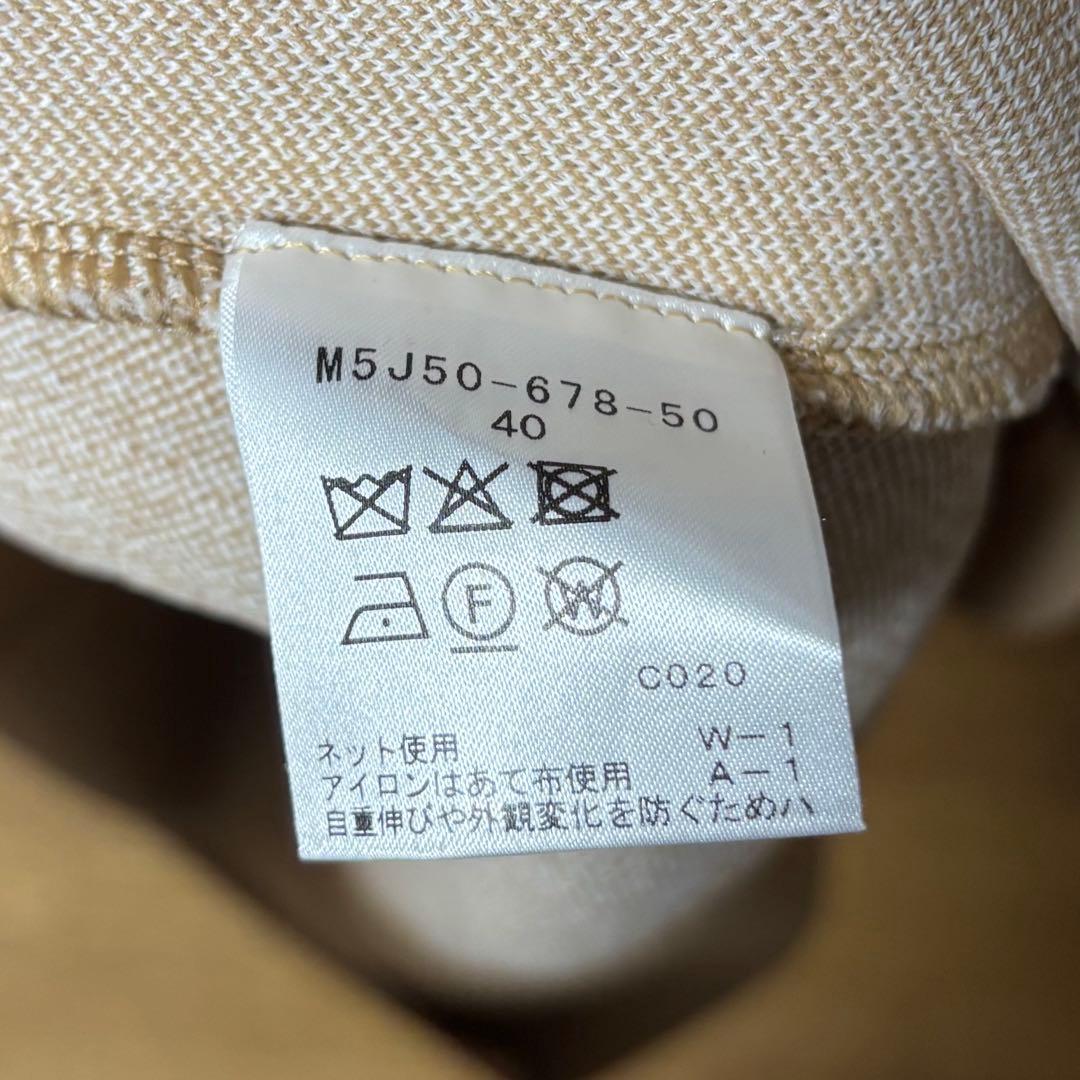 M5J50-678-50
40
F
W
C020
ネット使用 W-1
アイロンはあて布使用 A-1
自重伸びや外観変化を防ぐためハ